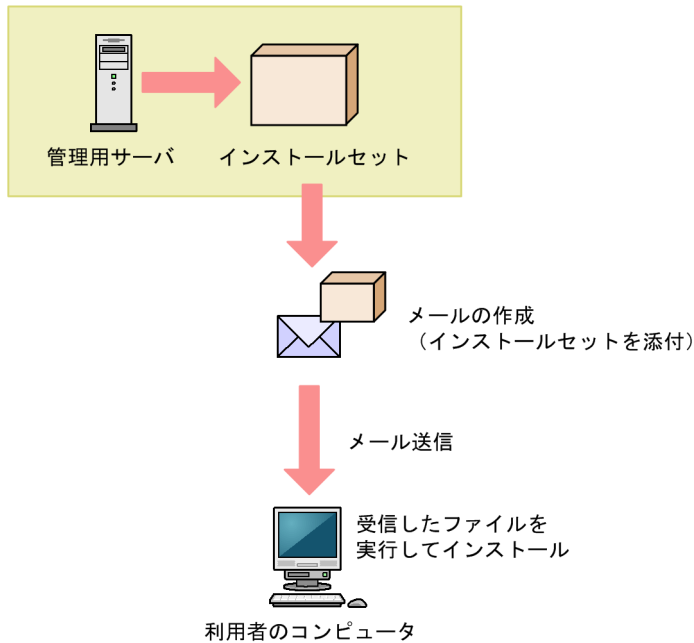 管理用サーバ
インストールセット
メールの作成
（インストールセットを添付）
メール送信
受信したファイルを
実行してインストール
利用者のコンピュータ